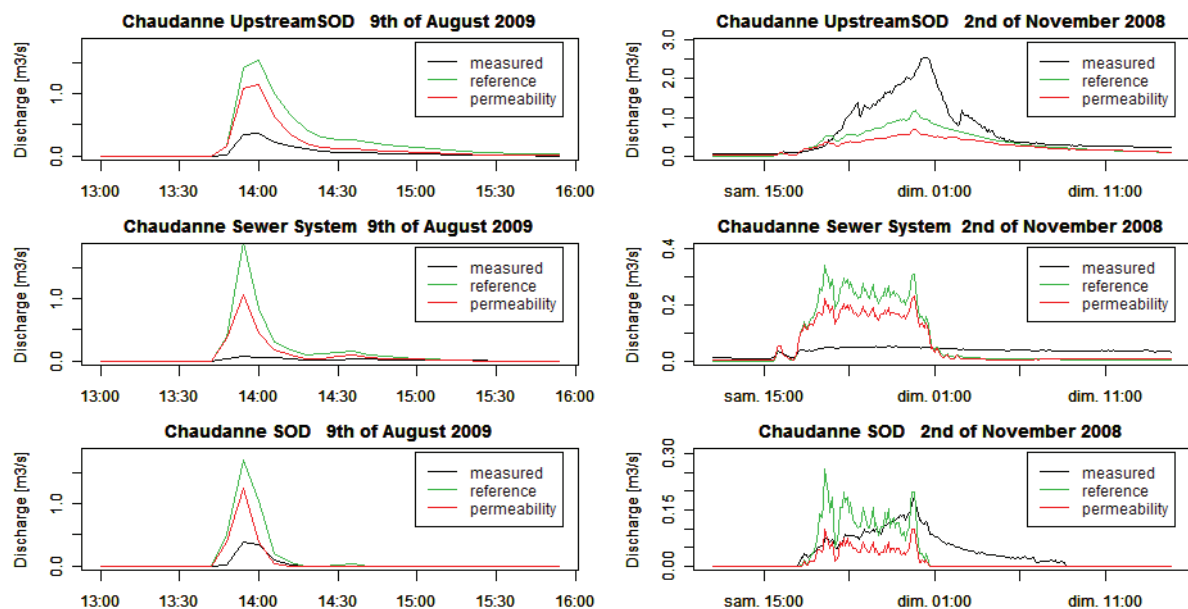 Chaudanne UpstreamSOD 9th of August 2009
Discharge [m3/s]
0.0 1.0
measured
reference
permeability
13:00 13:30 14:00 14:30 15:00 15:30 16:00
Chaudanne UpstreamSOD 2nd of November 2008
Discharge [m3/s]
0.0 1.0 2.0 3.0
measured
reference
permeability
sam. 15:00 dim. 01:00 dim. 11:00
Chaudanne Sewer System 9th of August 2009
Discharge [m3/s]
0.0 1.0
measured
reference
permeability
13:00 13:30 14:00 14:30 15:00 15:30 16:00
Chaudanne Sewer System 2nd of November 2008
Discharge [m3/s]
0.0 0.2 0.4
measured
reference
permeability
sam. 15:00 dim. 01:00 dim. 11:00
Chaudanne SOD 9th of August 2009
Discharge [m3/s]
0.0 1.0
measured
reference
permeability
13:00 13:30 14:00 14:30 15:00 15:30 16:00
Chaudanne SOD 2nd of November 2008
Discharge [m3/s]
0.00 0.15 0.30
measured
reference
permeability
sam. 15:00 dim. 01:00 dim. 11:00